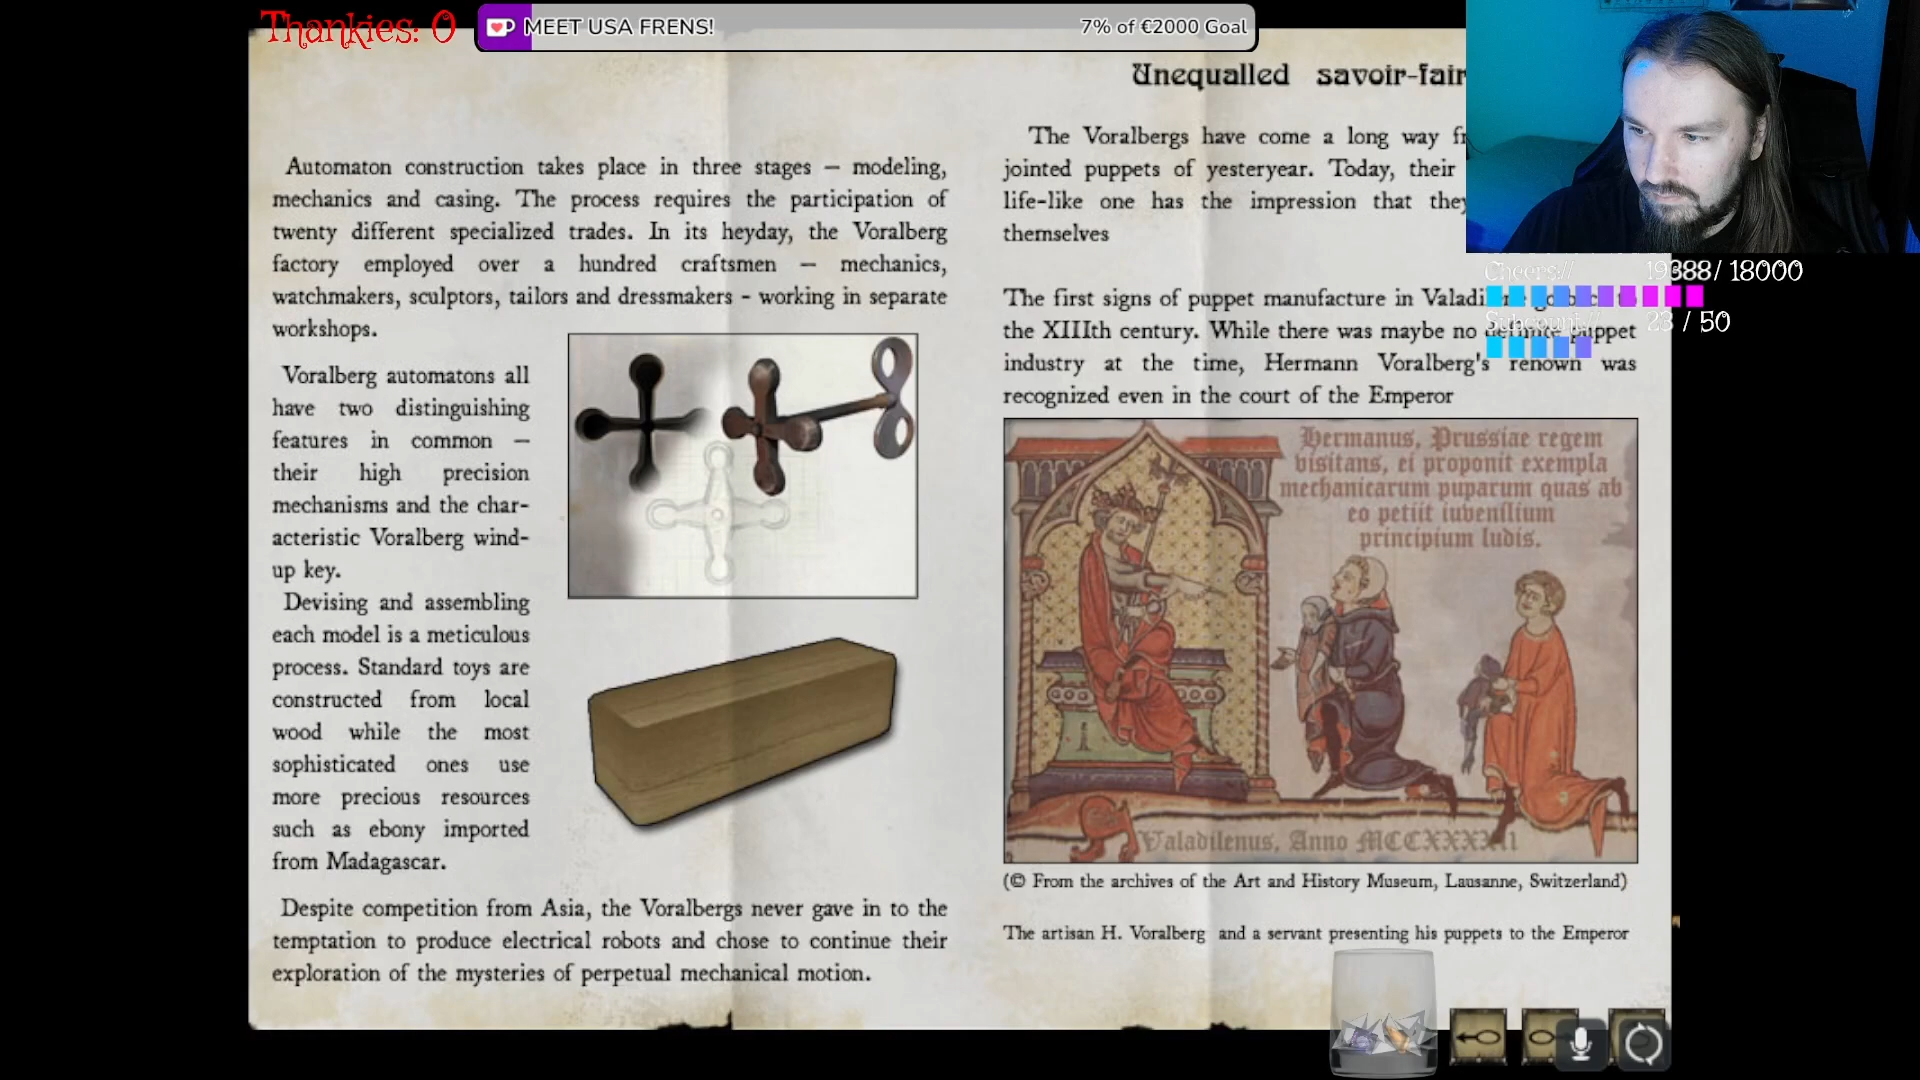 Thankies: 0
MEET USA FRENS!
7% of €2000 Goal
Automaton construction takes place in three stages – modeling,
mechanics and casing. The process requires the participation of
twenty different specialized trades. In its heyday, the Voralberg
factory employed over a hundred craftsmen – mechanics,
watchmakers, sculptors, tailors and dressmakers - working in separate
workshops.
Voralberg automatons all
have two distinguishing
features in common –
their high precision
mechanisms and the char-
acteristic Voralberg wind-
up key.
Devising and assembling
each model is a meticulous
process. Standard toys are
constructed from local
wood while the most
sophisticated ones use
more precious resources
such as ebony imported
from Madagascar.
Despite competition from Asia, the Voralbergs never gave in to the
temptation to produce electrical robots and chose to continue their
exploration of the mysteries of perpetual mechanical motion.
Unequalled savoir-fair
The Voralbergs have come a long way fr
jointed puppets of yesteryear. Today, their
life-like one has the impression that they
themselves
The first signs of puppet manufacture in
the XIIIth century. While there was maybe no definite puppet
industry at the time, Hermann Voralberg's renown was
recognized even in the court of the Emperor
Cheers// 19388/ 18000
Subcount// 23 / 50
Hermanus, Prussiae regem
visitans, ei proponit exempla
mechanicarum puparum quas ab
eo petiit iuvenilium
principium ludis.
Valadilenus, Anno
(© From the archives of the Art and History Museum, Lausanne, Switzerland)
The artisan H. Voralberg and a servant presenting his puppets to the Emperor